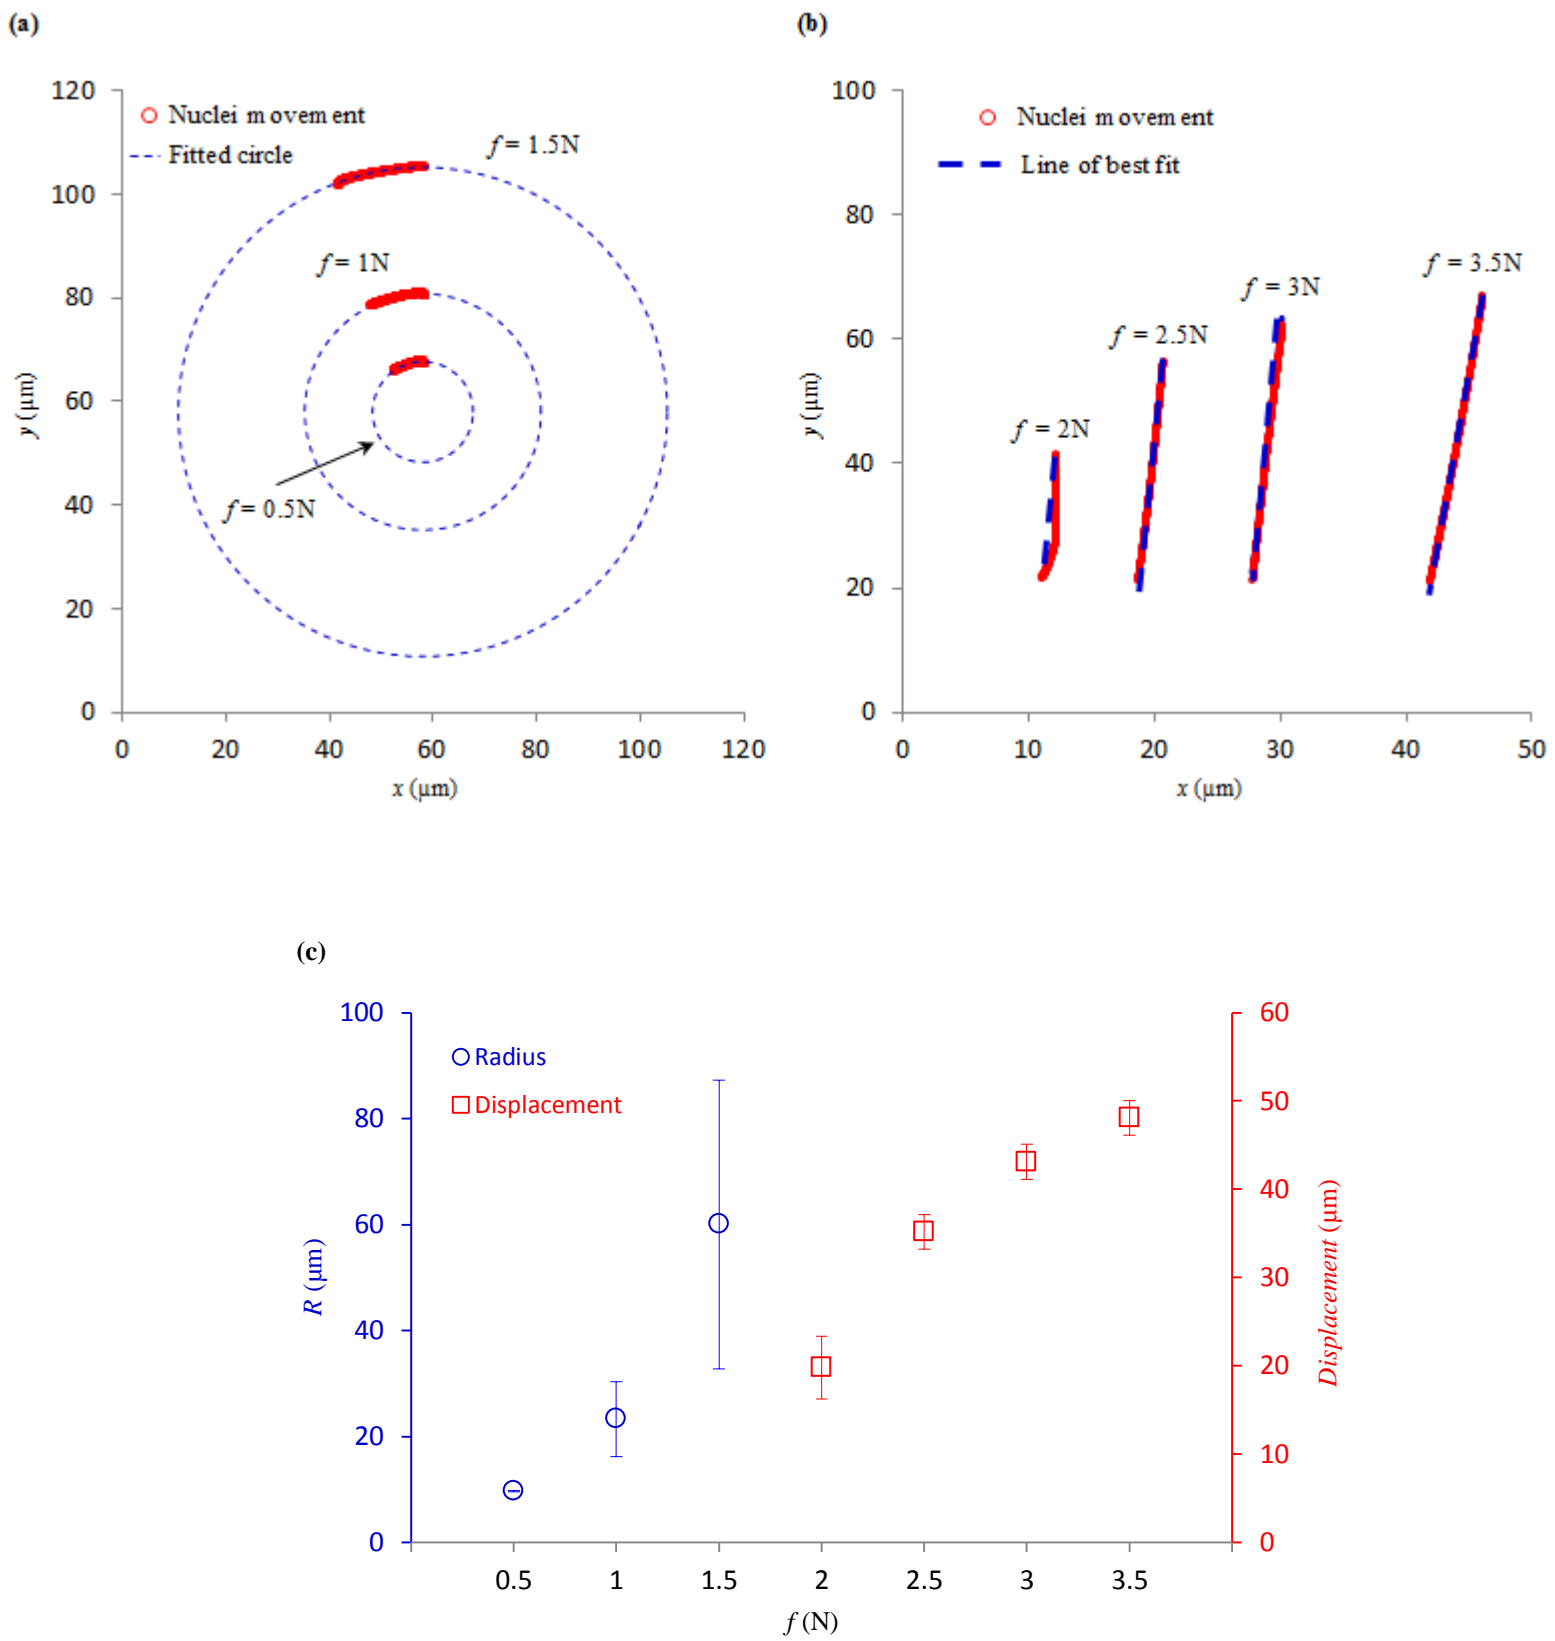 (a)
120
100
80
60
40
20
0
0 20 40 60 80 100 120
y (µm)
x (µm)
Nuclei movement
Fitted circle
f = 1.5N
f = 1N
f = 0.5N
(b)
100
80
60
40
20
0
0 10 20 30 40 50
y (µm)
x (µm)
Nuclei movement
Line of best fit
f = 3.5N
f = 3N
f = 2.5N
f = 2N
(c)
100
80
60
40
20
0
R (µm)
Radius
Displacement
60
50
40
30
20
10
0
Displacement (µm)
0.5 1 1.5 2 2.5 3 3.5
f (N)